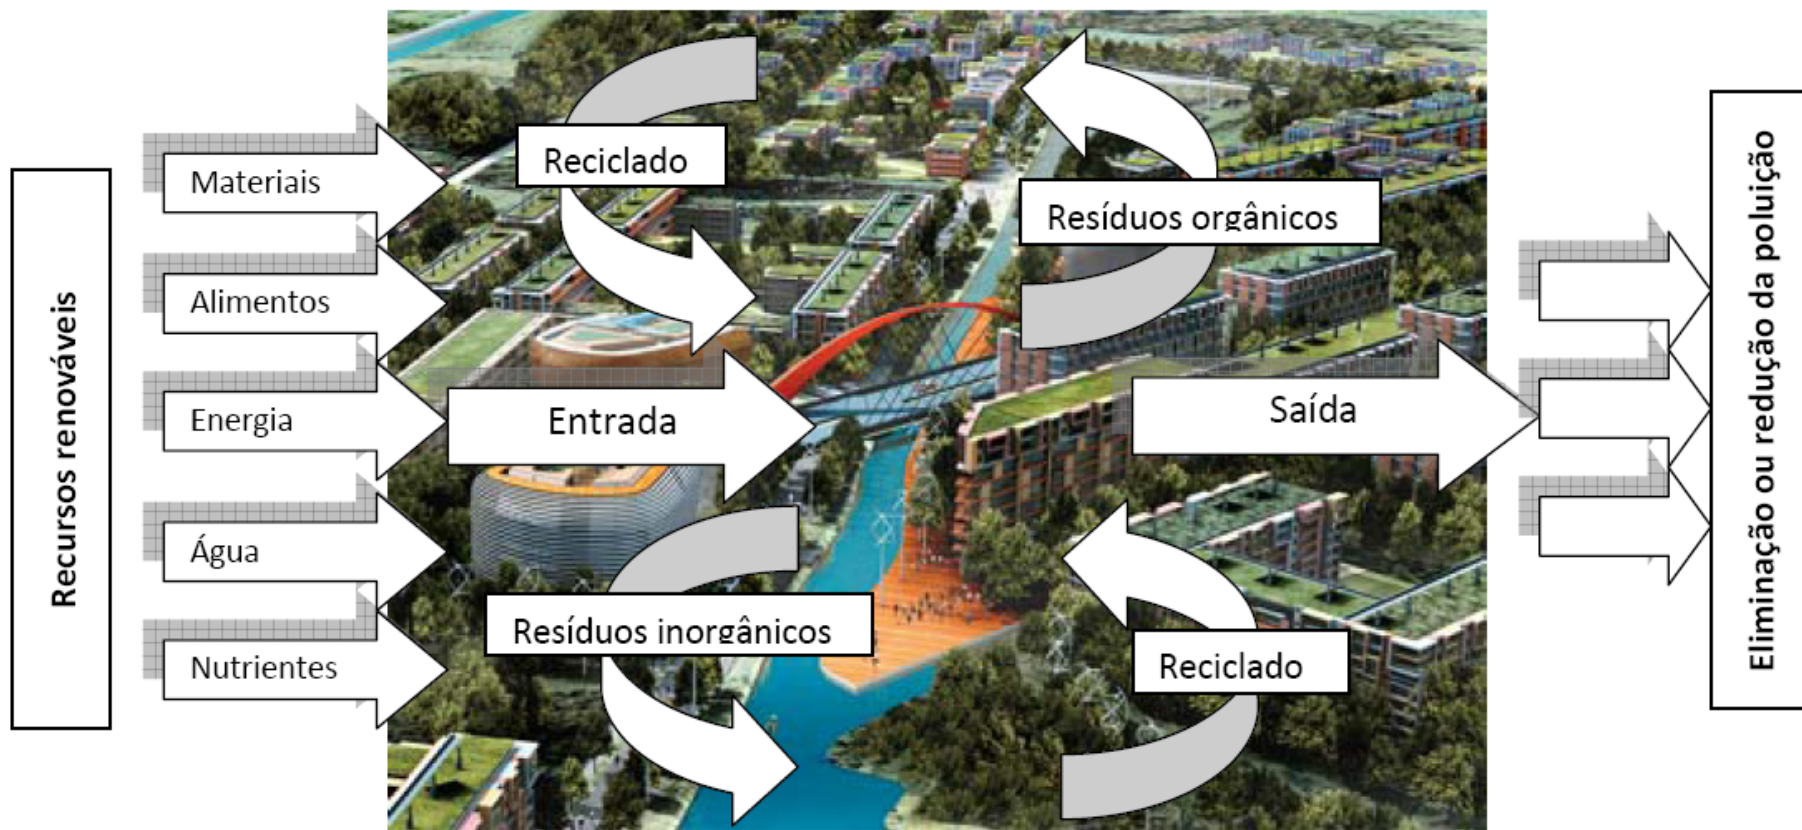 Recursos renováveis
Materiais
Alimentos
Energia
Água
Nutrientes
Reciclado
Resíduos orgânicos
Entrada
Saída
Resíduos inorgânicos
Reciclado
Eliminação ou redução da poluição